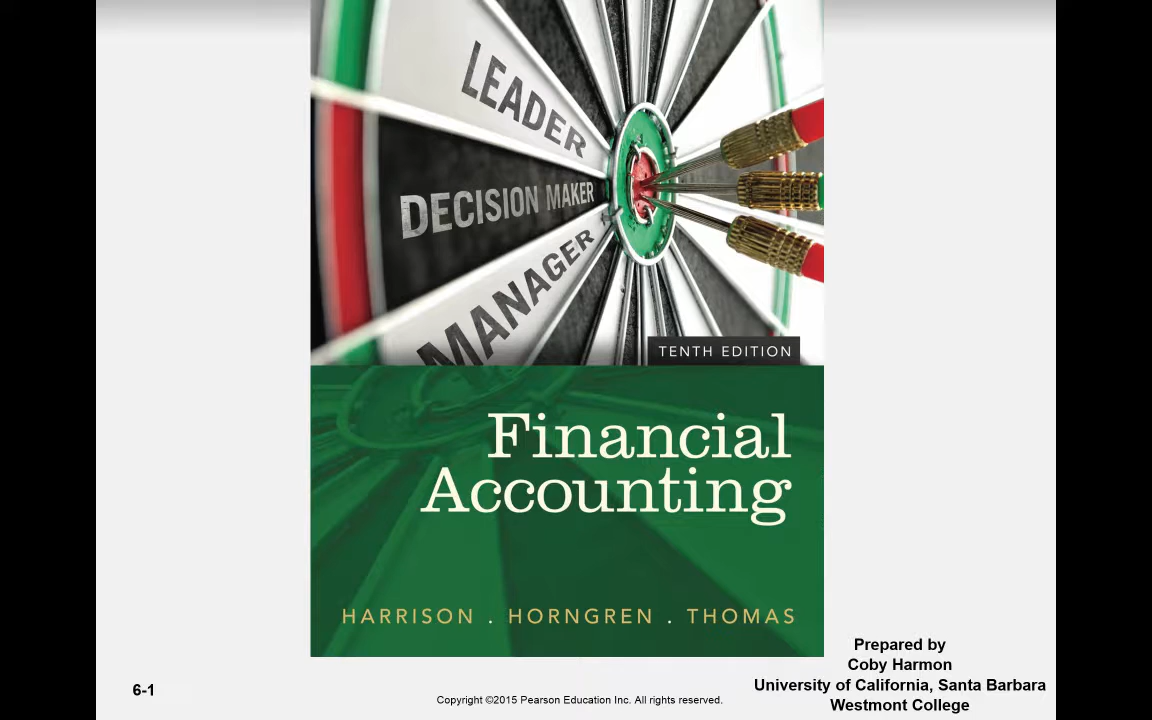 LEADER
DECISION MAKER
MANAGER
TENTH EDITION
Financial
Accounting
HARRISON . HORNGREN . THOMAS
Prepared by
Coby Harmon
University of California, Santa Barbara
Westmont College
6-1
Copyright ©2015 Pearson Education Inc. All rights reserved.